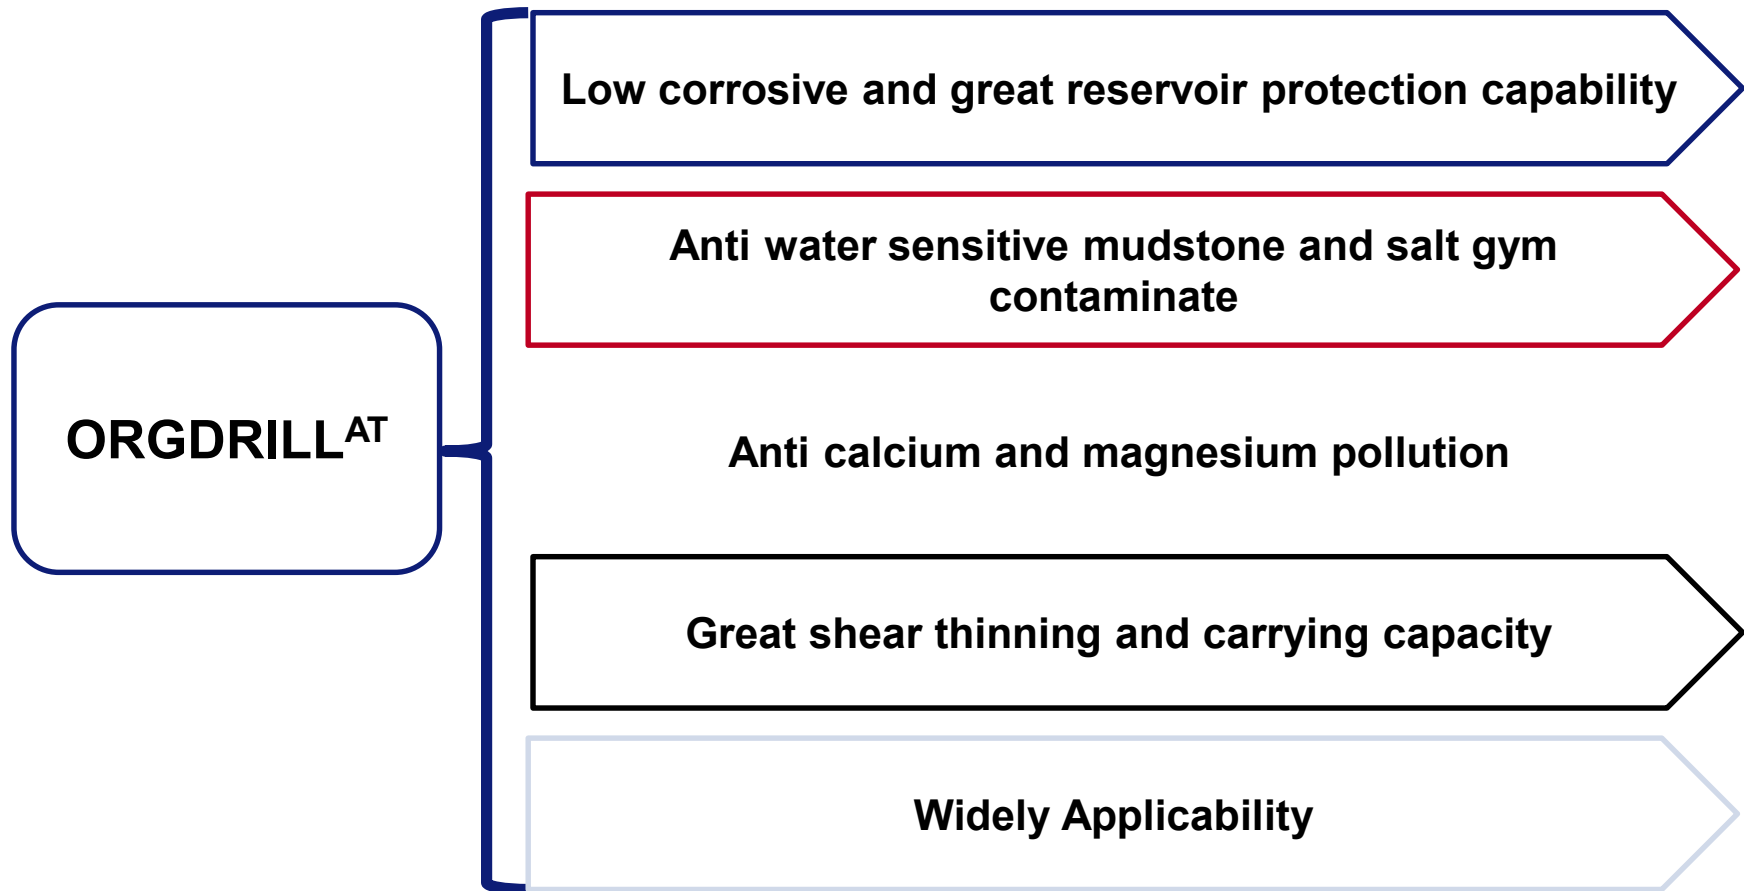 Low corrosive and great reservoir protection capability
Anti water sensitive mudstone and salt gym
contaminate
ORGDRILLAT
Anti calcium and magnesium pollution
Great shear thinning and carrying capacity
Widely Applicability